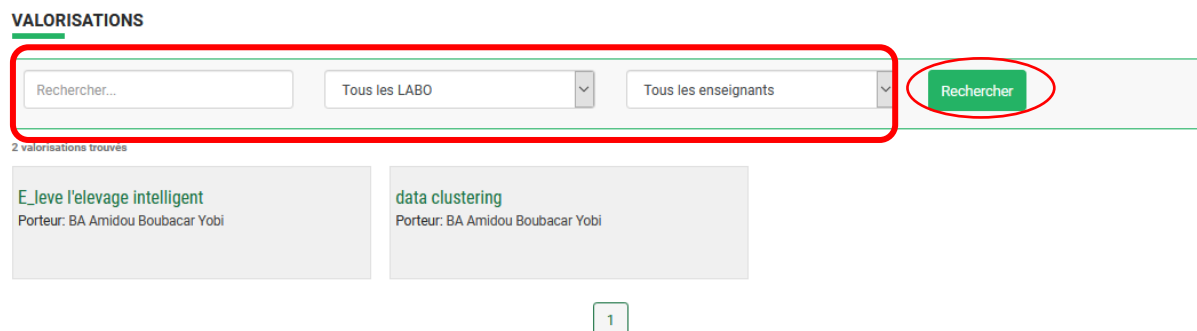 VALORISATIONS
Rechercher... Tous les LABO Tous les enseignants Rechercher
2 valorisations trouvés
E_leve l'elevage intelligent
Porteur: BA Amidou Boubacar Yobi
data clustering
Porteur: BA Amidou Boubacar Yobi
1